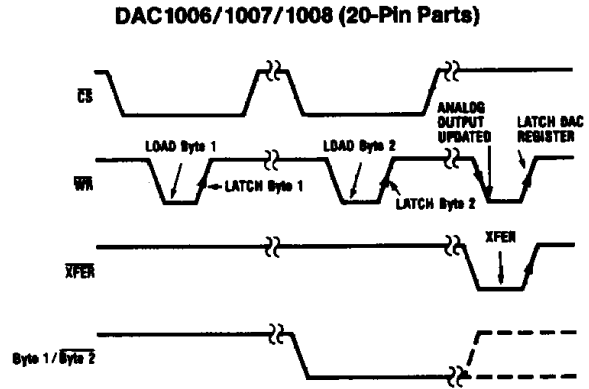 DAC1006/1007/1008 (20-Pin Parts)
CS
ANALOG
OUTPUT
UPDATED
LATCH DAC
REGISTER
LOAD Byte 1
LOAD Byte 2
WR
LATCH Byte 1
LATCH Byte 2
XFER
XFER
Byte 1/Byte 2